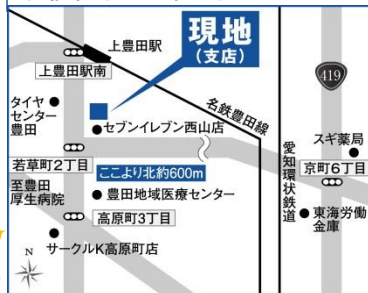 上豊田駅
現地
(支店)
上豊田駅南
419
タイヤ
センター
豊田
名鉄豊田線
セブンイレブン西山店
スギ薬局
若草町2丁目
ここより北約600m
愛知環状鉄道
京町6丁目
至豊田
厚生病院
豊田地域医療センター
高原町3丁目
東海労働
金庫
N
サークルK高原町店